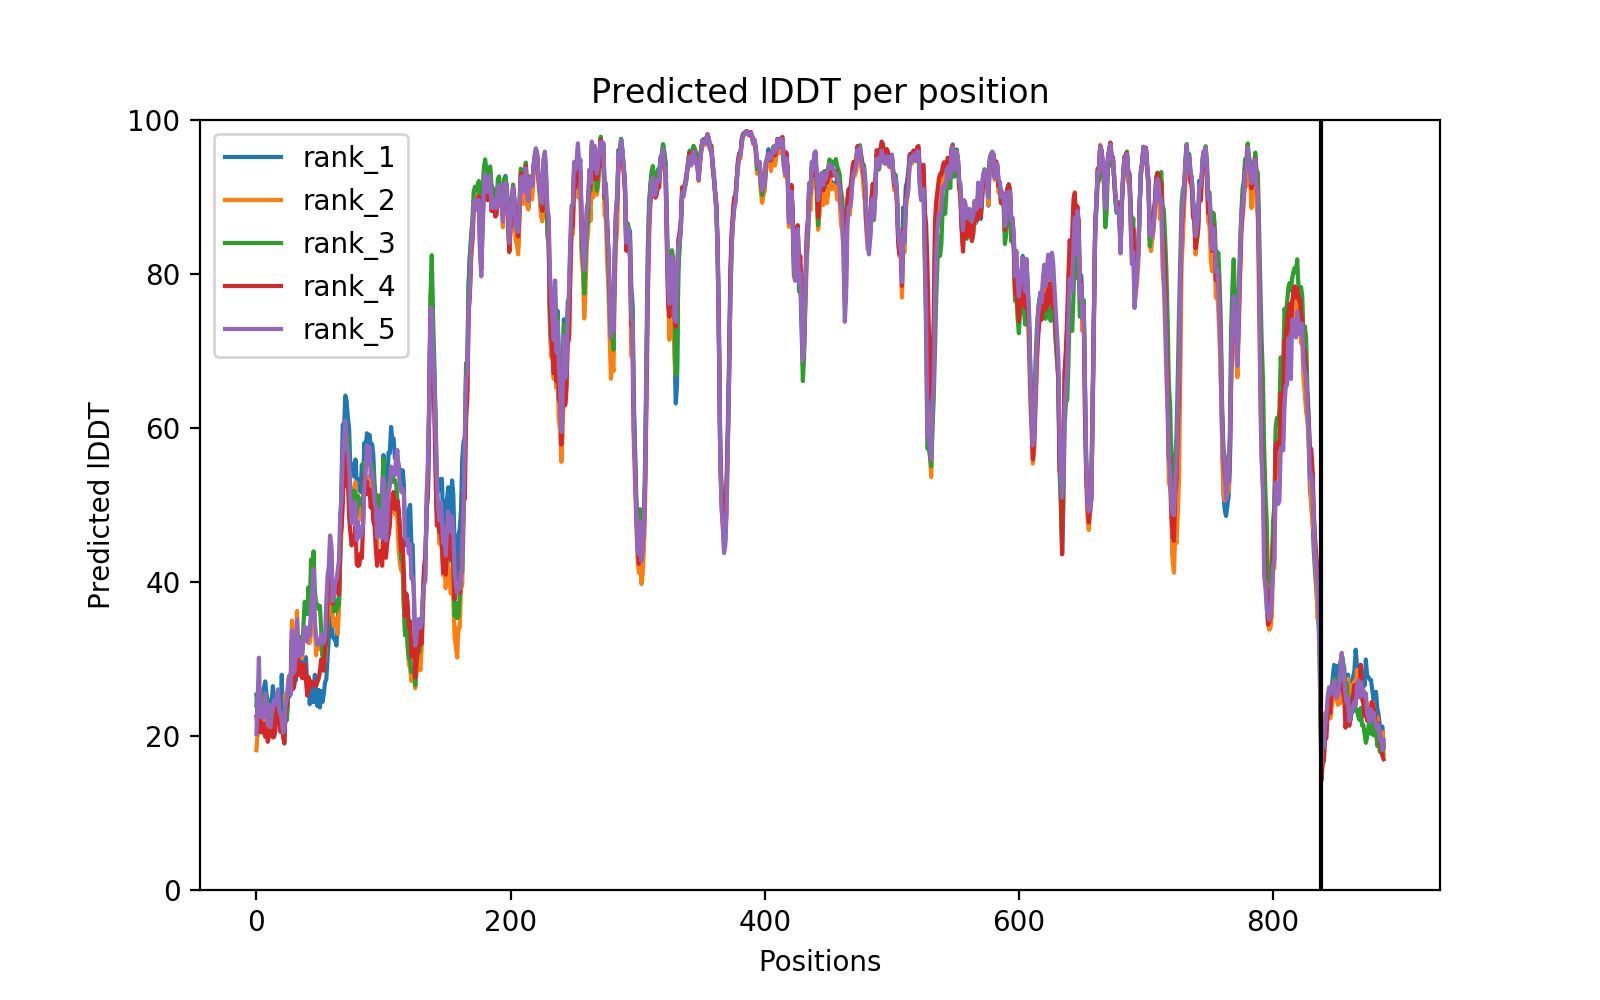 Predicted lDDT per position
100
80
60
40
20
0
Predicted lDDT
rank_1
rank_2
rank_3
rank_4
rank_5
0 200 400 600 800
Positions